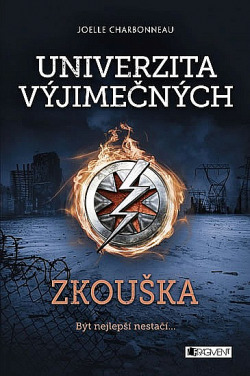 JOELLE CHARBONNEAU
UNIVERZITA
VÝJIMEČNÝCH
ZKOUŠKA
Být nejlepší nestačí...
FRAGMENT